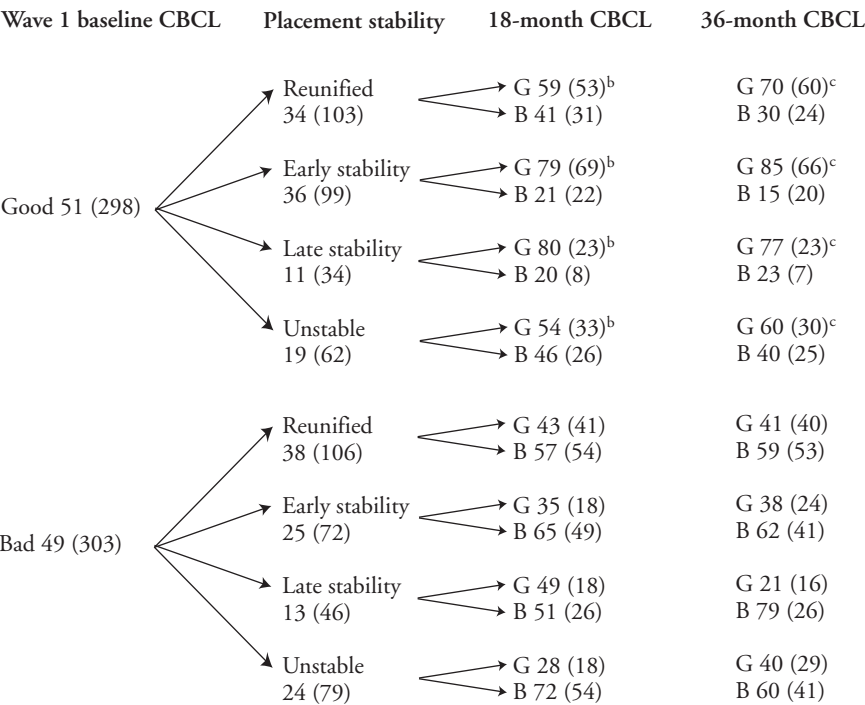 Wave 1 baseline CBCL Placement stability 18-month CBCL 36-month CBCL
Reunified G 59 (53)b G 70 (60)c
34 (103) B 41 (31) B 30 (24)
Early stability G 79 (69)b G 85 (66)c
36 (99) B 21 (22) B 15 (20)
Good 51 (298)
Late stability G 80 (23)b G 77 (23)c
11 (34) B 20 (8) B 23 (7)
Unstable G 54 (33)b G 60 (30)c
19 (62) B 46 (26) B 40 (25)
Reunified G 43 (41) G 41 (40)
38 (106) B 57 (54) B 59 (53)
Early stability G 35 (18) G 38 (24)
25 (72) B 65 (49) B 62 (41)
Bad 49 (303)
Late stability G 49 (18) G 21 (16)
13 (46) B 51 (26) B 79 (26)
Unstable G 28 (18) G 40 (29)
24 (79) B 72 (54) B 60 (41)